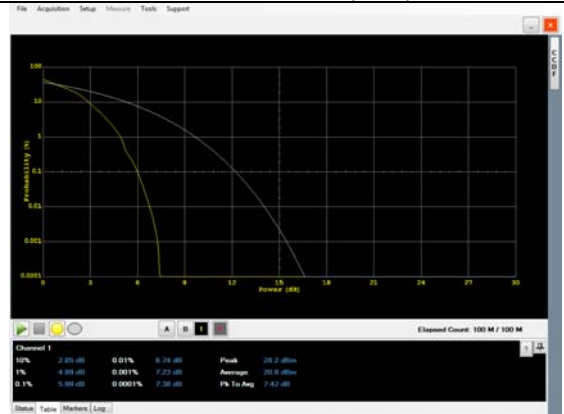 File Acquisition Setup Measure Tools Support
CCDF
100
10
1
0.1
0.01
0.001
0.0001
Probability (%)
0 3 6 9 12 15 18 21 24 27 30
Power (dB)
A B 1
Elapsed Count: 100 M / 100 M
Channel 1
10% 2.85 dB 0.01% 6.74 dB Peak 28.2 dBm
1% 4.89 dB 0.001% 7.23 dB Average 20.8 dBm
0.1% 5.99 dB 0.0001% 7.38 dB Pk To Avg 7.42 dB
Status Table Markers Log